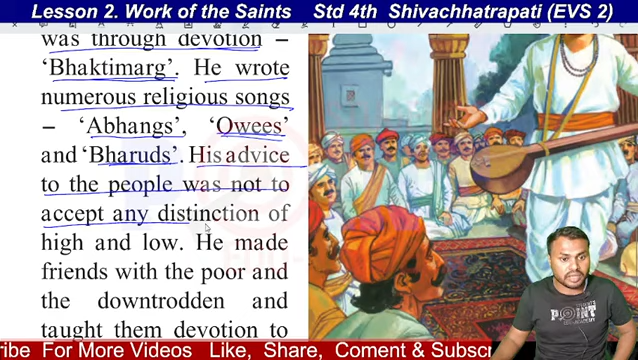 Lesson 2. Work of the Saints Std 4th Shivachhatrapati (EVS 2)
was through devotion –
‘Bhaktimarg’. He wrote
numerous religious songs
– ‘Abhangs’, ‘Owees’
and ‘Bharuds’. His advice
to the people was not to
accept any distinction of
high and low. He made
friends with the poor and
the downtrodden and
taught them devotion to
POINT
ribe For More Videos Like, Share, Coment & Subscr